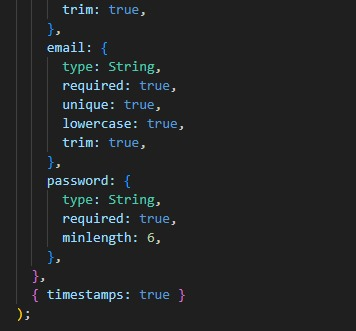 trim: true,
},
email: {
type: String,
required: true,
unique: true,
lowercase: true,
trim: true,
},
password: {
type: String,
required: true,
minlength: 6,
},
},
{ timestamps: true }
);